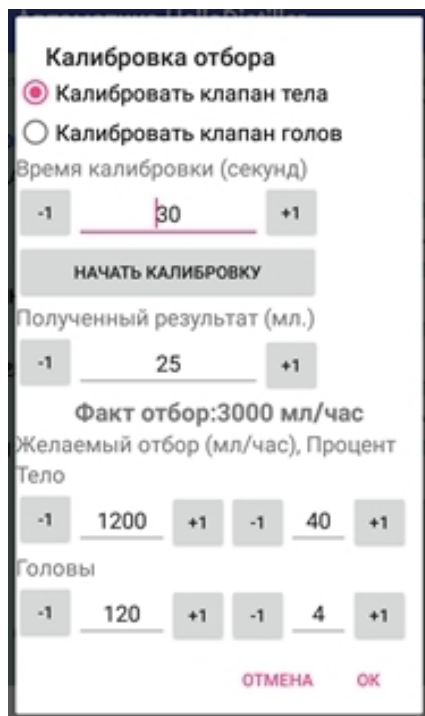 Калибровка отбора
Калибровать клапан тела
Калибровать клапан голов
Время калибровки (секунд)
-1 30 +1
НАЧАТЬ КАЛИБРОВКУ
Полученный результат (мл.)
-1 25 +1
Факт отбор:3000 мл/час
Желаемый отбор (мл/час), Процент
Тело
-1 1200 +1 -1 40 +1
Головы
-1 120 +1 -1 4 +1
ОТМЕНА OK